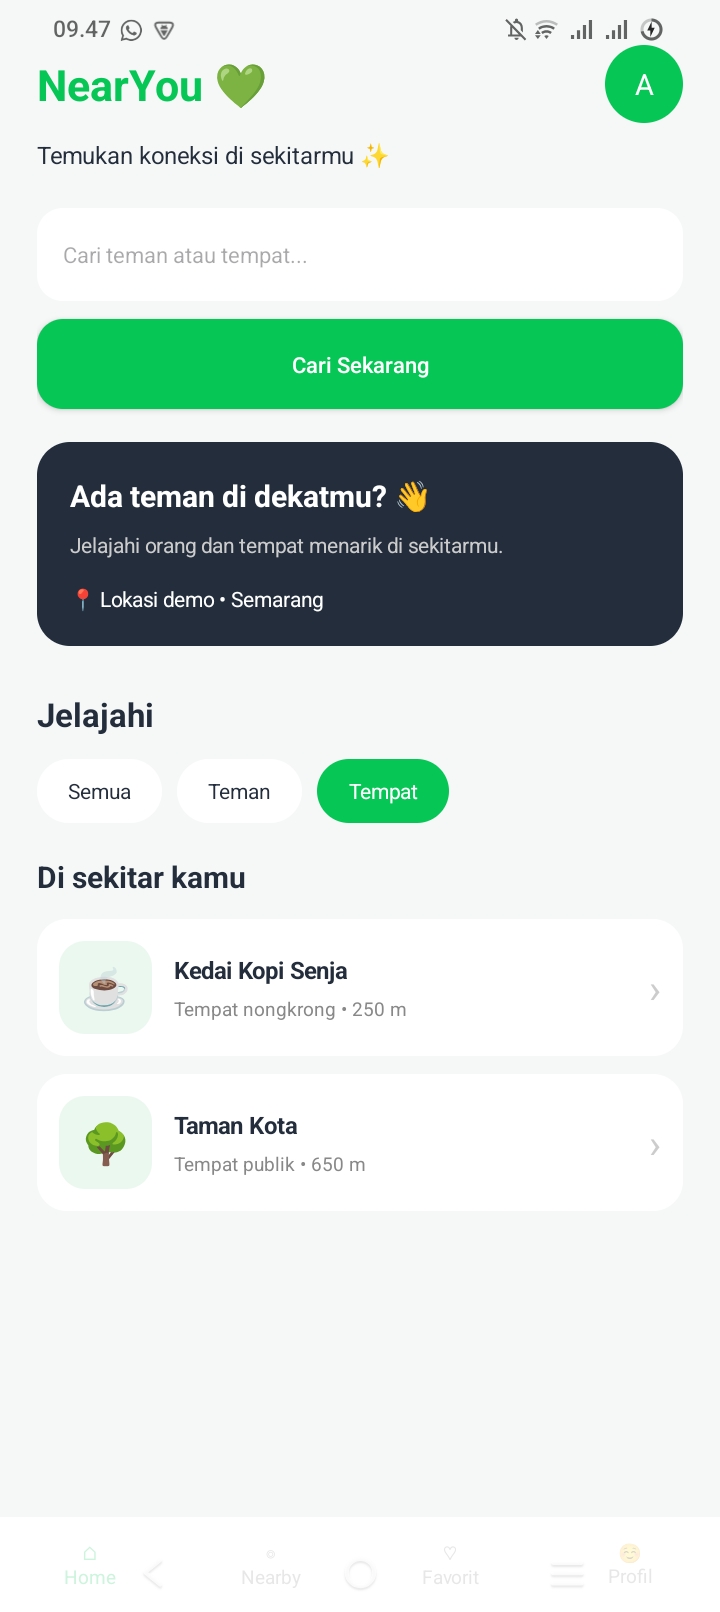 09.47
NearYou 💚
A
Temukan koneksi di sekitarmu ✨
Cari teman atau tempat...
Cari Sekarang
Ada teman di dekatmu? 👋
Jelajahi orang dan tempat menarik di sekitarmu.
📍 Lokasi demo • Semarang
Jelajahi
Semua Teman Tempat
Di sekitar kamu
Kedai Kopi Senja
Tempat nongkrong • 250 m
Taman Kota
Tempat publik • 650 m
Home Nearby Favorit Profil